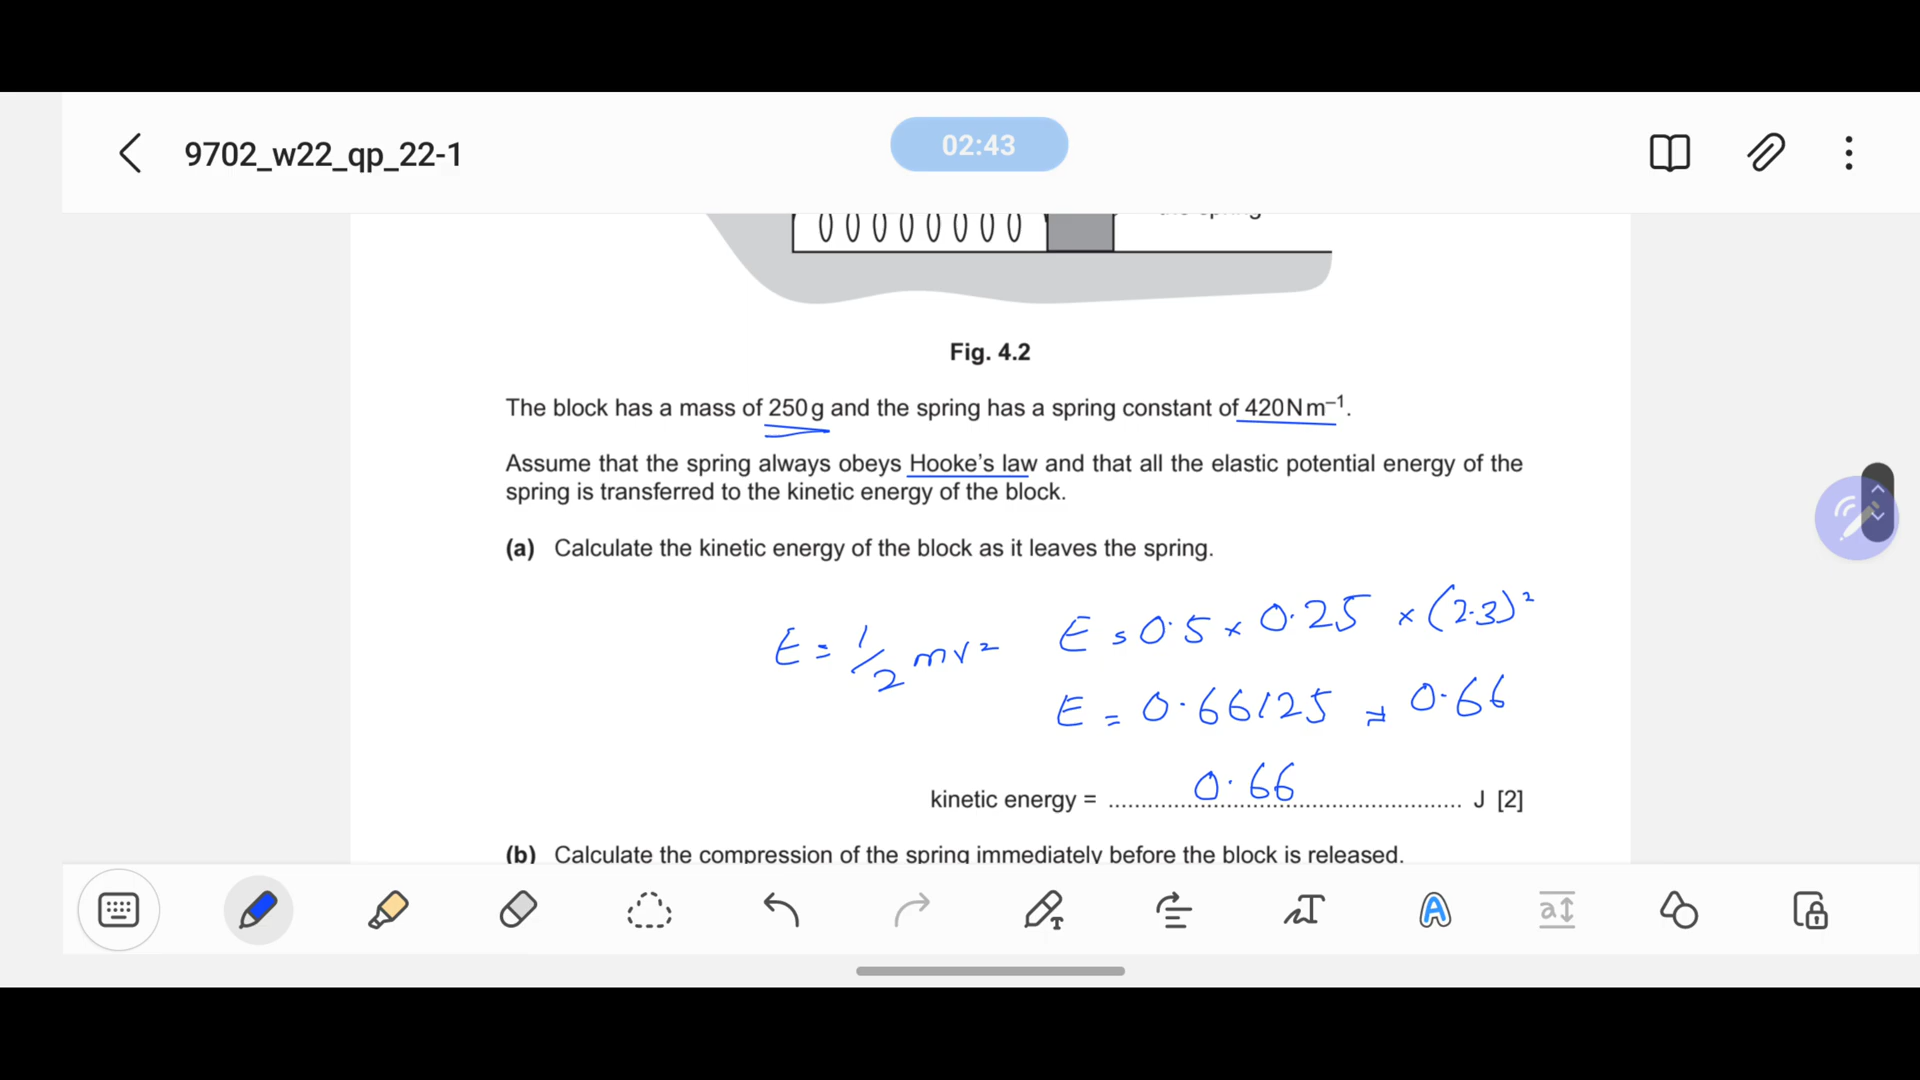 9702_w22_qp_22-1
02:43
Fig. 4.2
The block has a mass of 250 g and the spring has a spring constant of 420 N m⁻¹.
Assume that the spring always obeys Hooke's law and that all the elastic potential energy of the
spring is transferred to the kinetic energy of the block.
(a) Calculate the kinetic energy of the block as it leaves the spring.
E = 1/2 mv²
E = 0.5 × 0.25 × (2.3)²
E = 0.66125 ≈ 0.66
kinetic energy = 0.66 J [2]
(b) Calculate the compression of the spring immediately before the block is released.